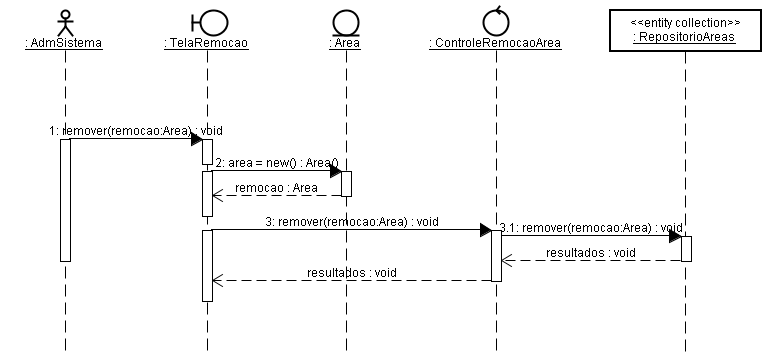 <<entity collection>>
: AdmSistema
: TelaRemocao
: Area
: ControleRemocaoArea
: RepositorioAreas
1: remover(remocao:Area) : void
2: area = new() : Area()
remocao : Area
3: remover(remocao:Area) : void
3.1: remover(remocao:Area) : void
resultados : void
resultados : void